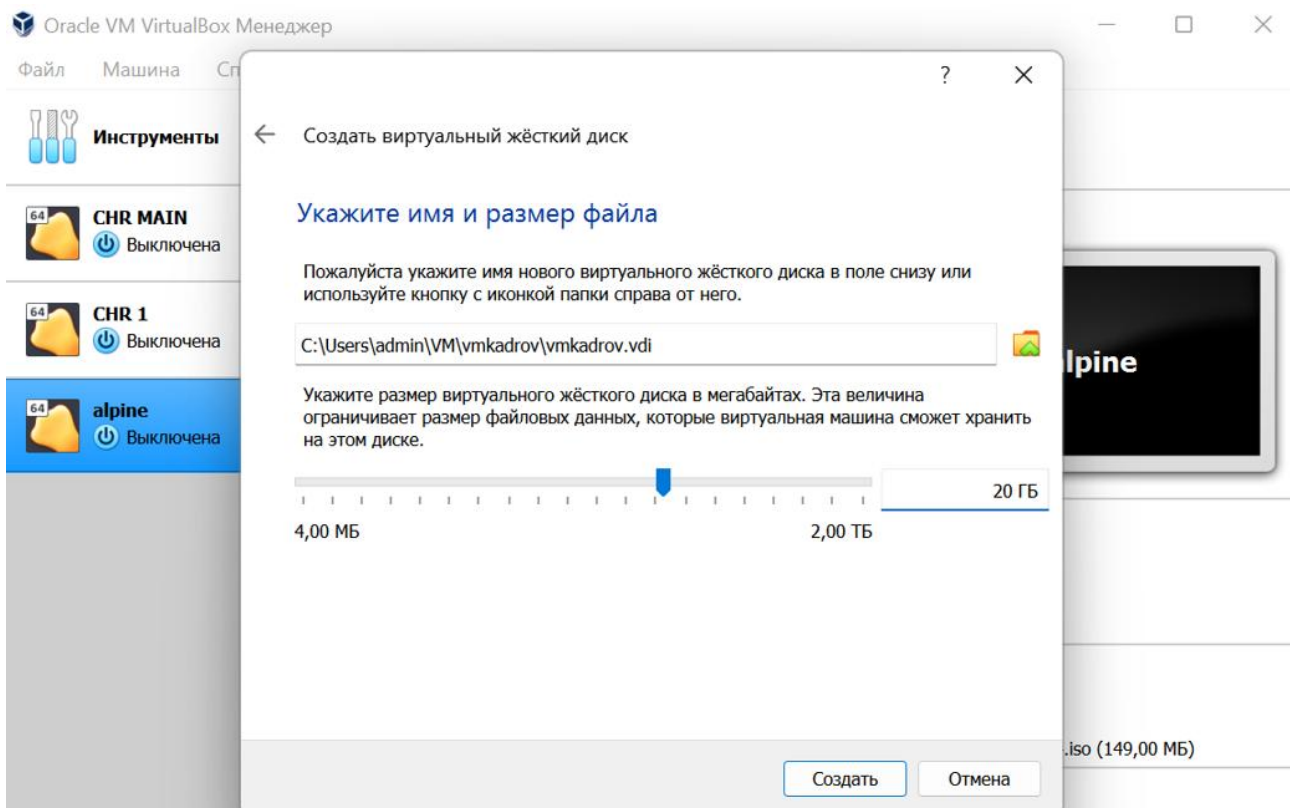 Oracle VM VirtualBox Менеджер
Файл Машина
Инструменты
64
CHR MAIN
Выключена
64
CHR 1
Выключена
64
alpine
Выключена
?
Создать виртуальный жёсткий диск
Укажите имя и размер файла
Пожалуйста укажите имя нового виртуального жёсткого диска в поле снизу или
используйте кнопку с иконкой папки справа от него.
C:\Users\admin\VM\vmkadrov\vmkadrov.vdi
Укажите размер виртуального жёсткого диска в мегабайтах. Эта величина
ограничивает размер файловых данных, которые виртуальная машина сможет хранить
на этом диске.
20 ГБ
4,00 МБ 2,00 ТБ
Создать Отмена
lpine
.iso (149,00 МБ)